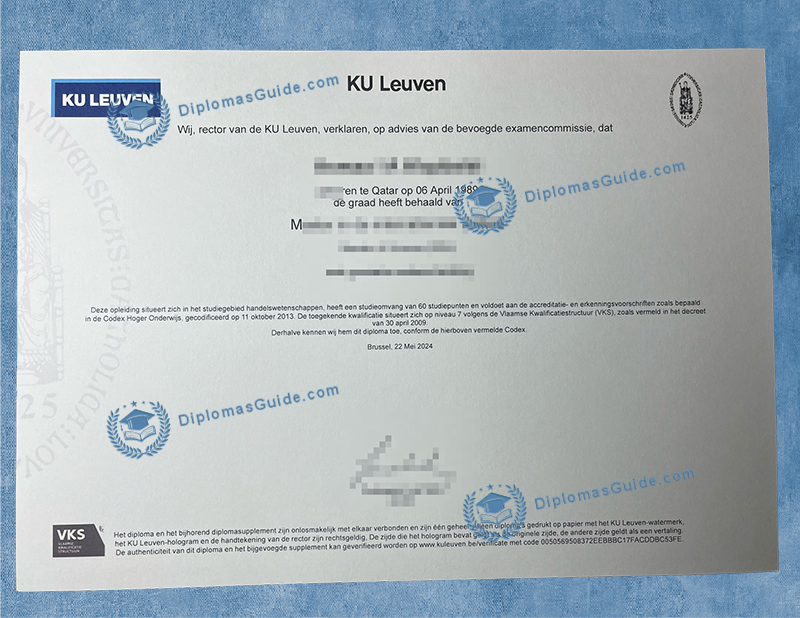 KU LEUVEN
KU Leuven
DiplomasGuide.com
Wij, rector van de KU Leuven, verklaren, op advies van de bevoegde examencommissie, dat
DiplomasGuide.com
ren te Qatar op 06 April 1989
de graad heeft behaald van
M
Deze opleiding situeert zich in het studiegebied handelswetenschappen, heeft een studieomvang van 60 studiepunten en voldoet aan de accreditatie- en erkenningsvoorschriften zoals bepaald
in de Codex Hoger Onderwijs, gecodificeerd op 11 oktober 2013. De toegekende kwalificatie situeert zich op niveau 7 volgens de Vlaamse Kwalificatiestructuur (VKS), zoals vermeld in het decreet
van 30 april 2009.
Derhalve kennen wij hem dit diploma toe, conform de hierboven vermelde Codex.
Brussel, 22 Mei 2024
DiplomasGuide.com
DiplomasGuide.com
VKS
VLAAMSE
KWALIFICATIE
STRUCTUUR
Het diploma en het bijhorend diplomasupplement zijn onlosmakelijk met elkaar verbonden en zijn één geheel. Alleen diploma's gedrukt op papier met het KU Leuven-watermerk,
het KU Leuven-hologram en de handtekening van de rector zijn rechtsgeldig. De zijde die het hologram bevat geldt als originele zijde, de andere zijde geldt als een vertaling.
De authenticiteit van dit diploma en het bijgevoegde supplement kan geverifieerd worden op www.kuleuven.be/verificate met code 0050569508372EEBBBC17FACDDBC53FE.